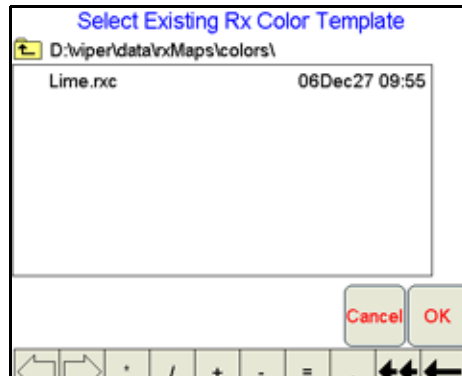 Select Existing Rx Color Template
D:\viper\data\rxMaps\colors\
Lime.rxc 06Dec27 09:55
Cancel OK
* / + - =